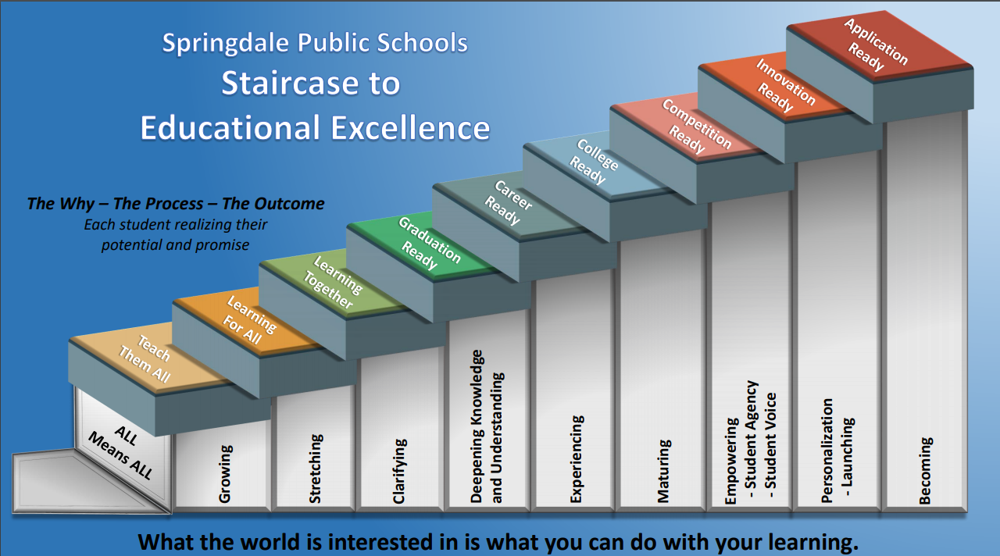 Springdale Public Schools
Staircase to
Educational Excellence
The Why – The Process – The Outcome
Each student realizing their
potential and promise
Teach
Them All
Learning
For All
Learning
Together
Graduation
Ready
Career
Ready
College
Ready
Competition
Ready
Innovation
Ready
Application
Ready
ALL
Means ALL
Growing
Stretching
Clarifying
Deepening Knowledge
and Understanding
Experiencing
Maturing
Empowering
- Student Agency
- Student Voice
Personalization
- Launching
Becoming
What the world is interested in is what you can do with your learning.